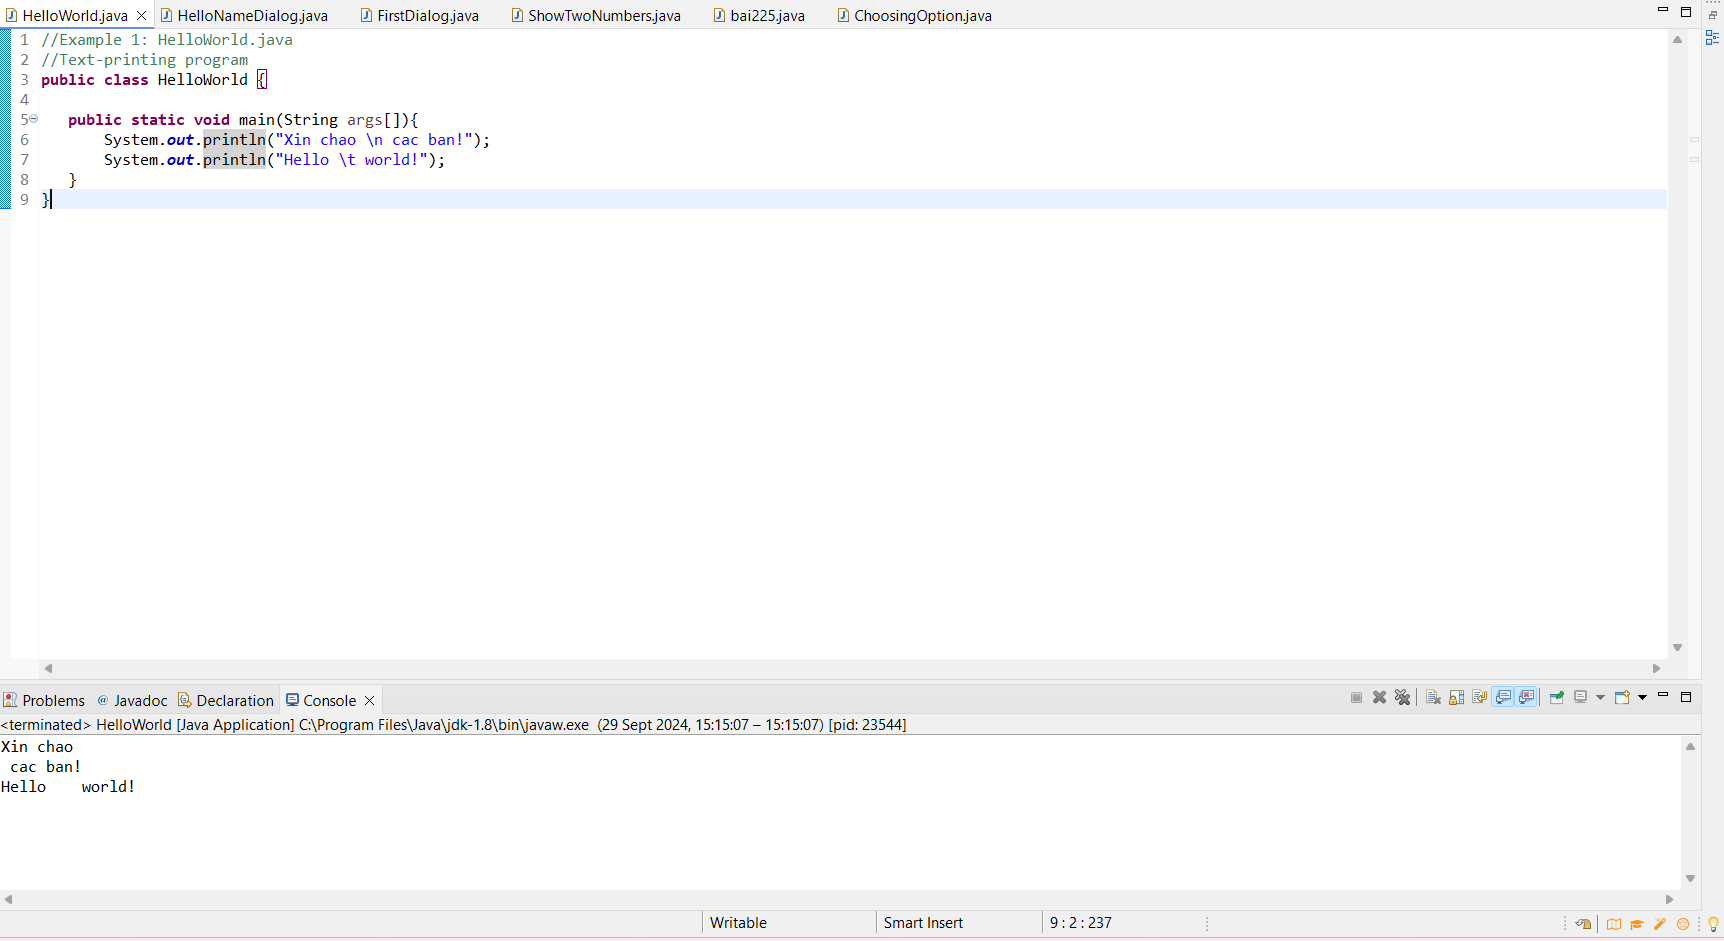 HelloWorld.java HelloNameDialog.java FirstDialog.java ShowTwoNumbers.java bai225.java ChoosingOption.java
1 //Example 1: HelloWorld.java
2 //Text-printing program
3 public class HelloWorld {
4
5 public static void main(String args[]){
6 System.out.println("Xin chao \n cac ban!");
7 System.out.println("Hello \t world!");
8 }
9 }
Problems @ Javadoc Declaration Console
<terminated> HelloWorld [Java Application] C:\Program Files\Java\jdk-1.8\bin\javaw.exe (29 Sept 2024, 15:15:07 – 15:15:07) [pid: 23544]
Xin chao
 cac ban!
Hello    world!
Writable Smart Insert 9 : 2 : 237